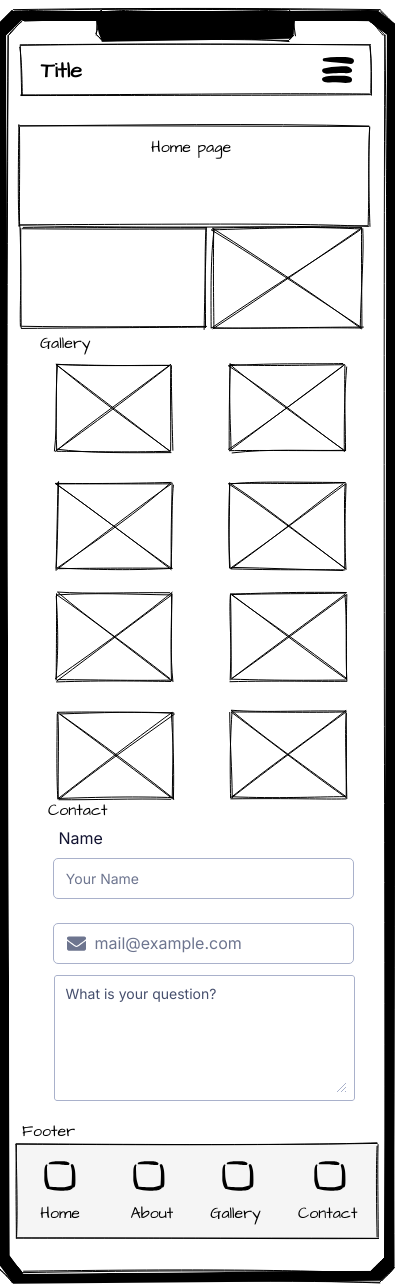 Title
Home page
Gallery
Contact
Name
Your Name
mail@example.com
What is your question?
Footer
Home About Gallery Contact